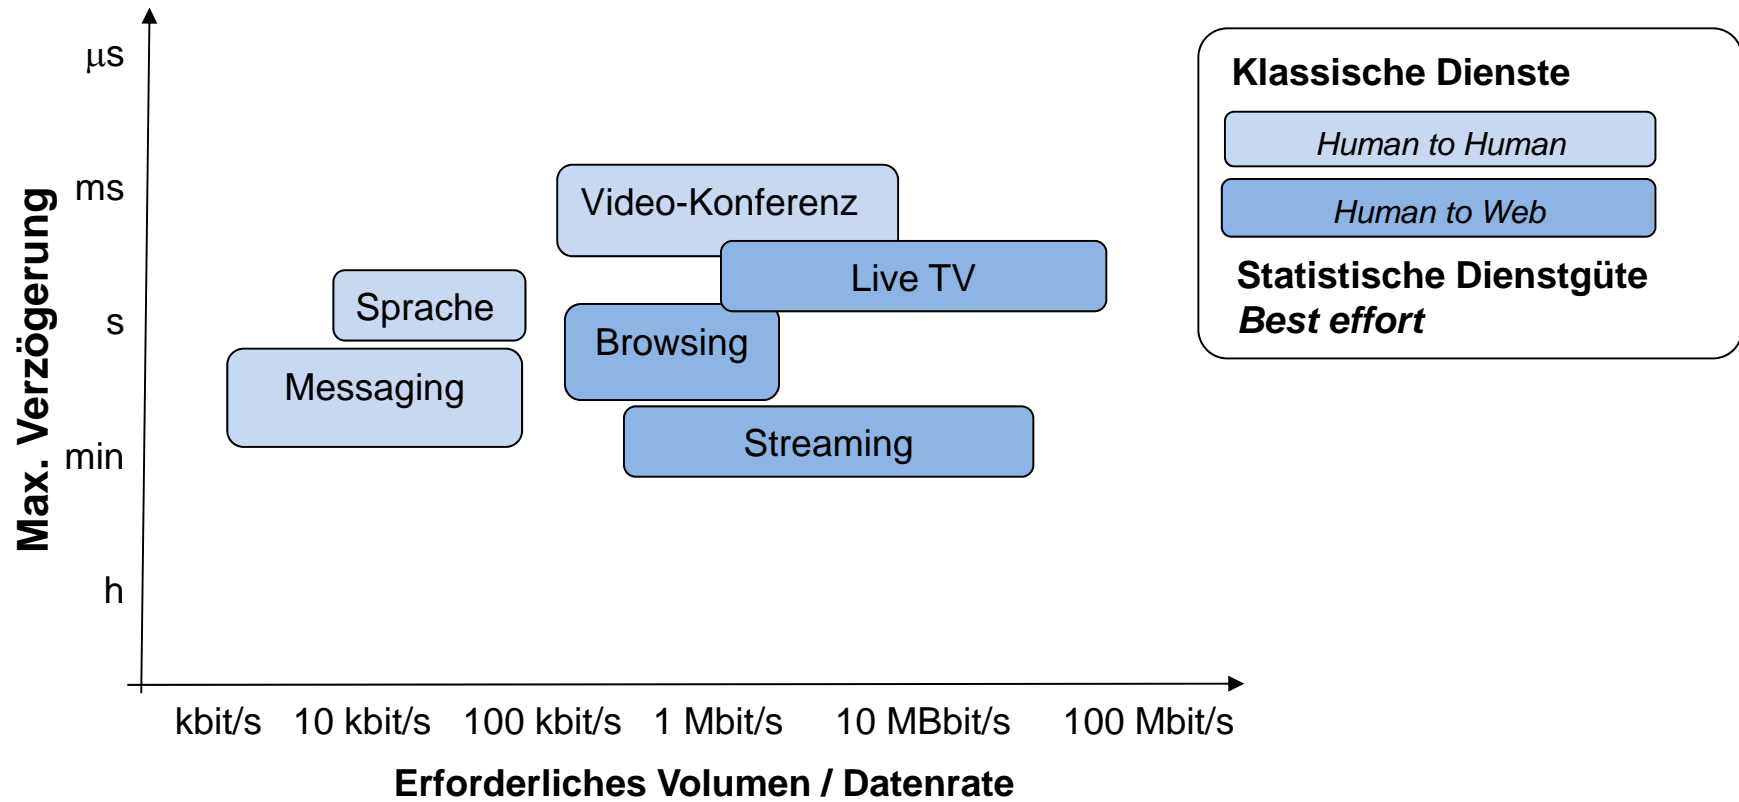 μs
ms
s
min
h
Max. Verzögerung
Video-Konferenz
Live TV
Sprache
Browsing
Messaging
Streaming
kbit/s 10 kbit/s 100 kbit/s 1 Mbit/s 10 MBbit/s 100 Mbit/s
Erforderliches Volumen / Datenrate
Klassische Dienste
Human to Human
Human to Web
Statistische Dienstgüte
Best effort